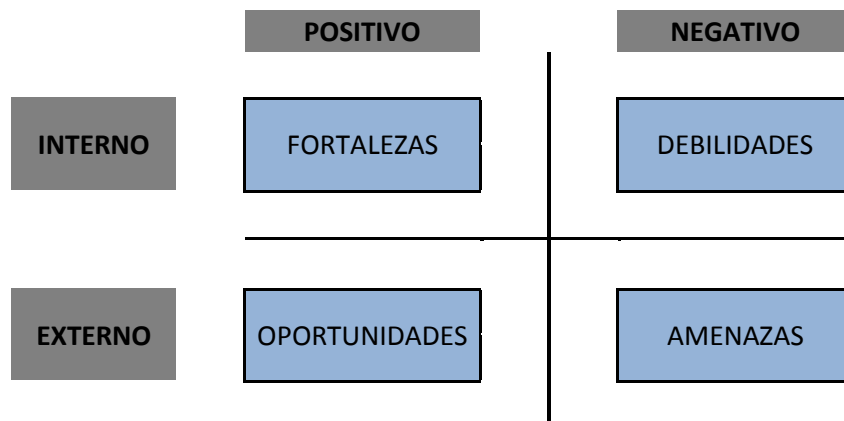 POSITIVO NEGATIVO
INTERNO FORTALEZAS DEBILIDADES
EXTERNO OPORTUNIDADES AMENAZAS